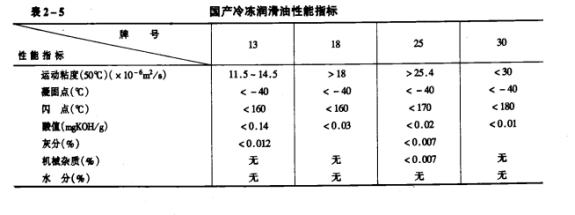 表2-5 国产冷冻润滑油性能指标
牌 号
性能指标
13 18 25 30
运动粘度(50℃)(×10⁻⁶m²/s) 11.5~14.5 >18 >25.4 <30
凝固点(℃) <-40 <-40 <-40 <-40
闪 点(℃) <160 <160 <170 <180
酸值(mgKOH/g) <0.14 <0.03 <0.02 <0.01
灰分(%) <0.012 <0.007
机械杂质(%) 无 无 <0.007 无
水 分(%) 无 无 无 无